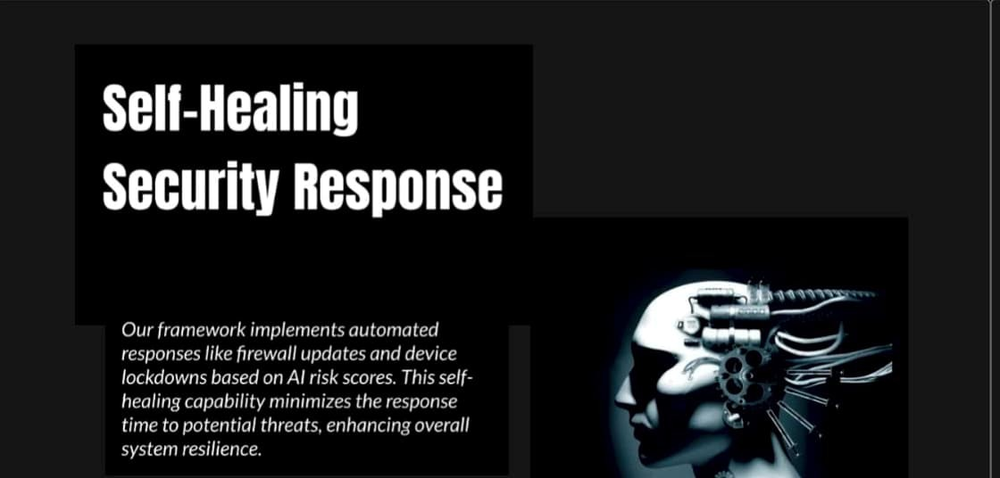 Self-Healing
Security Response
Our framework implements automated
responses like firewall updates and device
lockdowns based on AI risk scores. This self-
healing capability minimizes the response
time to potential threats, enhancing overall
system resilience.